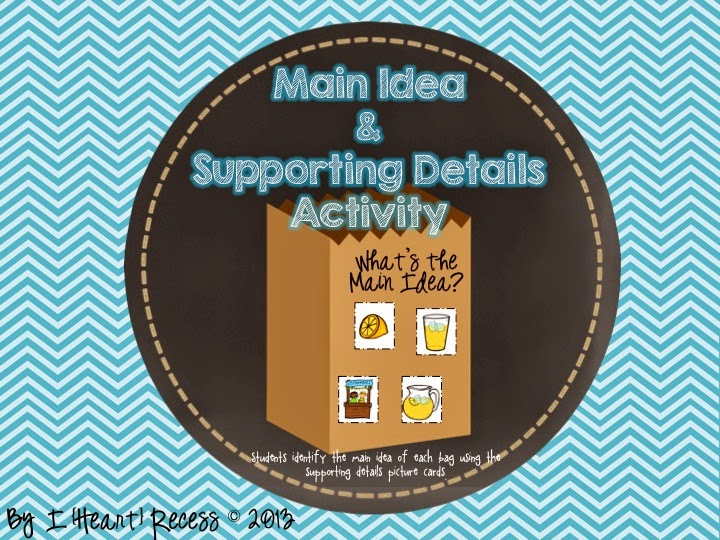 Main Idea
&
Supporting Details
Activity
What's the
Main Idea?
Students identify the main idea of each bag using the
supporting details picture cards
By I {Heart} Recess © 2013